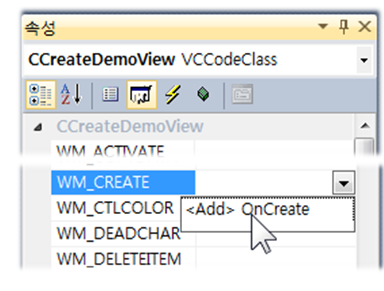 속성
CCreateDemoView VCCodeClass
CCreateDemoView
WM_ACTIVATE
WM_CREATE
WM_CTLCOLOR <Add> OnCreate
WM_DEADCHAR
WM_DELETEITEM